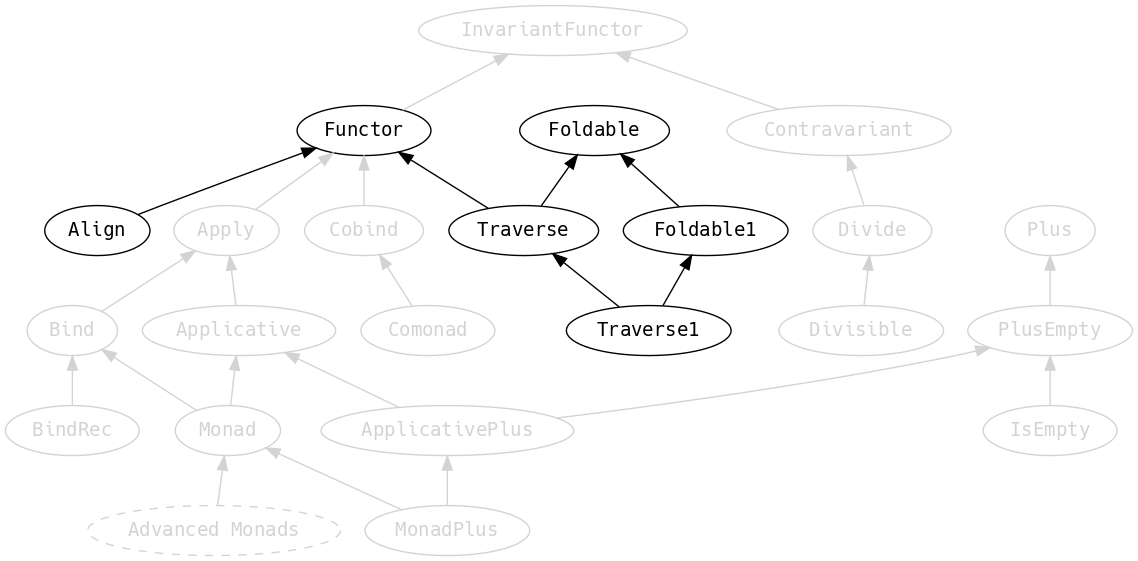 InvariantFunctor
Functor
Foldable
Contravariant
Align
Apply
Cobind
Traverse
Foldable1
Divide
Plus
Bind
Applicative
Comonad
Traverse1
Divisible
PlusEmpty
BindRec
Monad
ApplicativePlus
IsEmpty
Advanced Monads
MonadPlus